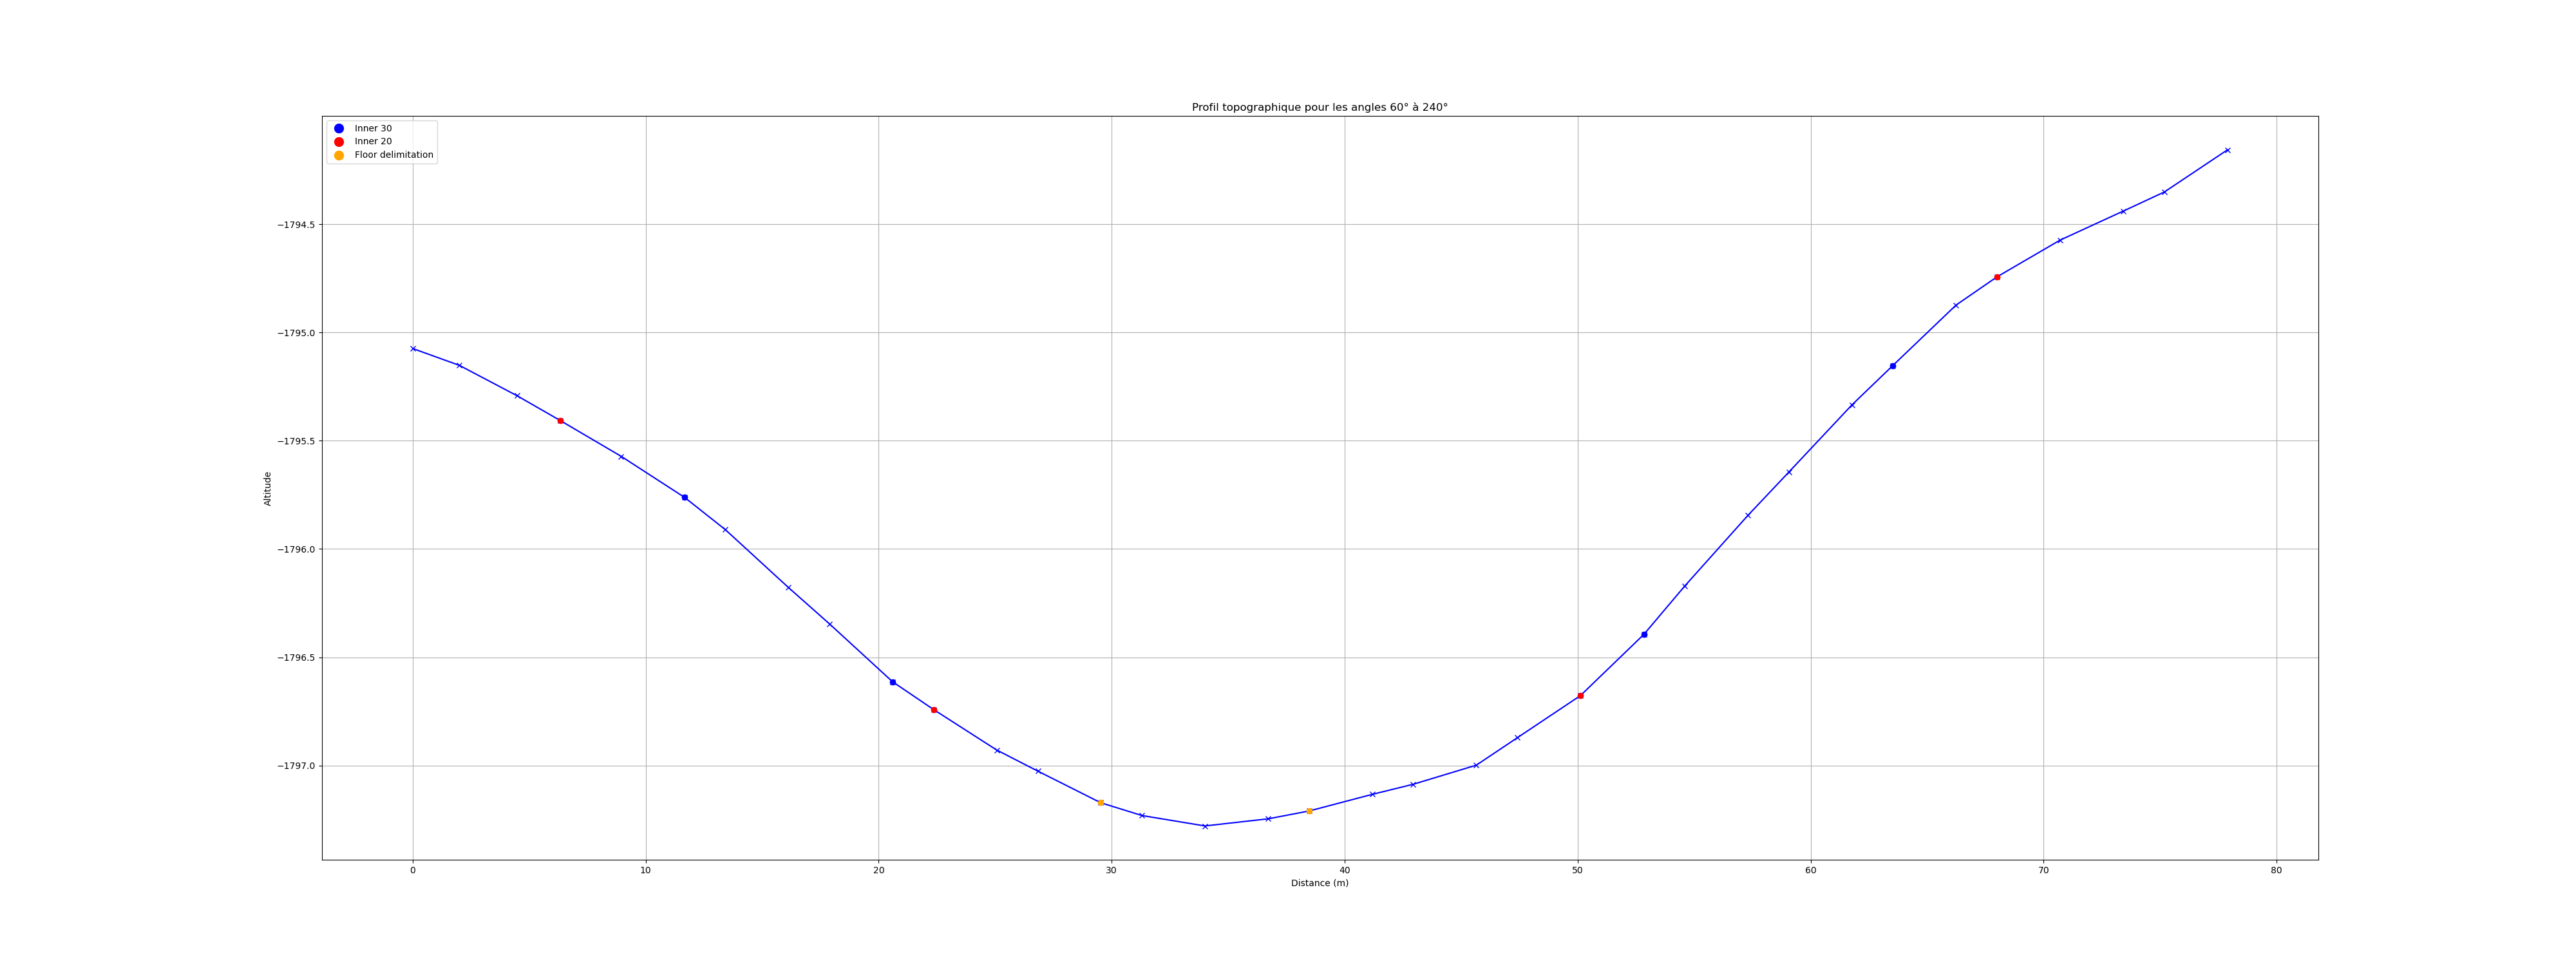 Profil topographique pour les angles 60° à 240°
Inner 30
Inner 20
Floor delimitation
Altitude
−1794.5
−1795.0
−1795.5
−1796.0
−1796.5
−1797.0
0 10 20 30 40 50 60 70 80
Distance (m)